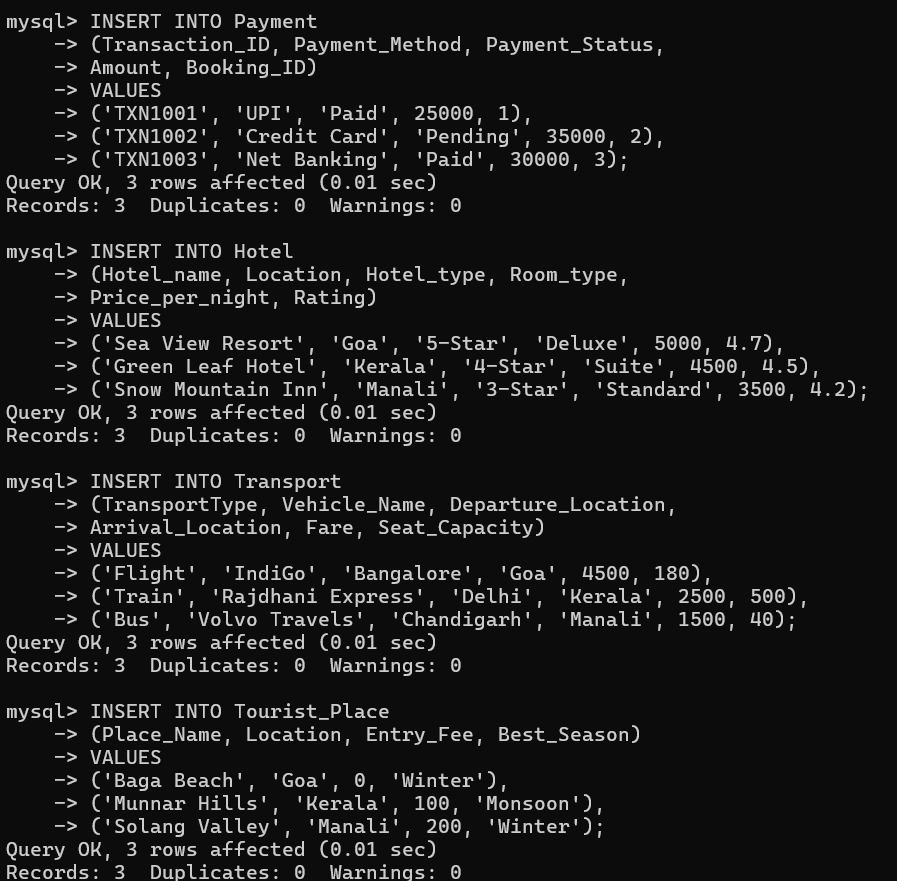 mysql> INSERT INTO Payment
    -> (Transaction_ID, Payment_Method, Payment_Status,
    -> Amount, Booking_ID)
    -> VALUES
    -> ('TXN1001', 'UPI', 'Paid', 25000, 1),
    -> ('TXN1002', 'Credit Card', 'Pending', 35000, 2),
    -> ('TXN1003', 'Net Banking', 'Paid', 30000, 3);
Query OK, 3 rows affected (0.01 sec)
Records: 3  Duplicates: 0  Warnings: 0

mysql> INSERT INTO Hotel
    -> (Hotel_name, Location, Hotel_type, Room_type,
    -> Price_per_night, Rating)
    -> VALUES
    -> ('Sea View Resort', 'Goa', '5-Star', 'Deluxe', 5000, 4.7),
    -> ('Green Leaf Hotel', 'Kerala', '4-Star', 'Suite', 4500, 4.5),
    -> ('Snow Mountain Inn', 'Manali', '3-Star', 'Standard', 3500, 4.2);
Query OK, 3 rows affected (0.01 sec)
Records: 3  Duplicates: 0  Warnings: 0

mysql> INSERT INTO Transport
    -> (TransportType, Vehicle_Name, Departure_Location,
    -> Arrival_Location, Fare, Seat_Capacity)
    -> VALUES
    -> ('Flight', 'IndiGo', 'Bangalore', 'Goa', 4500, 180),
    -> ('Train', 'Rajdhani Express', 'Delhi', 'Kerala', 2500, 500),
    -> ('Bus', 'Volvo Travels', 'Chandigarh', 'Manali', 1500, 40);
Query OK, 3 rows affected (0.01 sec)
Records: 3  Duplicates: 0  Warnings: 0

mysql> INSERT INTO Tourist_Place
    -> (Place_Name, Location, Entry_Fee, Best_Season)
    -> VALUES
    -> ('Baga Beach', 'Goa', 0, 'Winter'),
    -> ('Munnar Hills', 'Kerala', 100, 'Monsoon'),
    -> ('Solang Valley', 'Manali', 200, 'Winter');
Query OK, 3 rows affected (0.01 sec)
Records: 3  Duplicates: 0  Warnings: 0